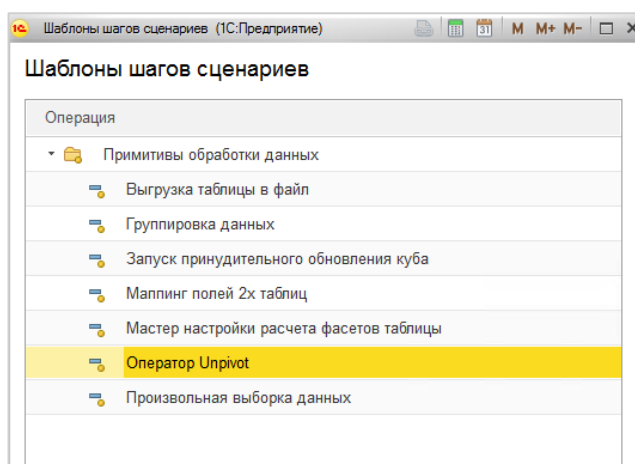 1С Шаблоны шагов сценариев (1С:Предприятие) 31 M M+ M-
Шаблоны шагов сценариев
Операция
Примитивы обработки данных
Выгрузка таблицы в файл
Группировка данных
Запуск принудительного обновления куба
Маппинг полей 2х таблиц
Мастер настройки расчета фасетов таблицы
Оператор Unpivot
Произвольная выборка данных